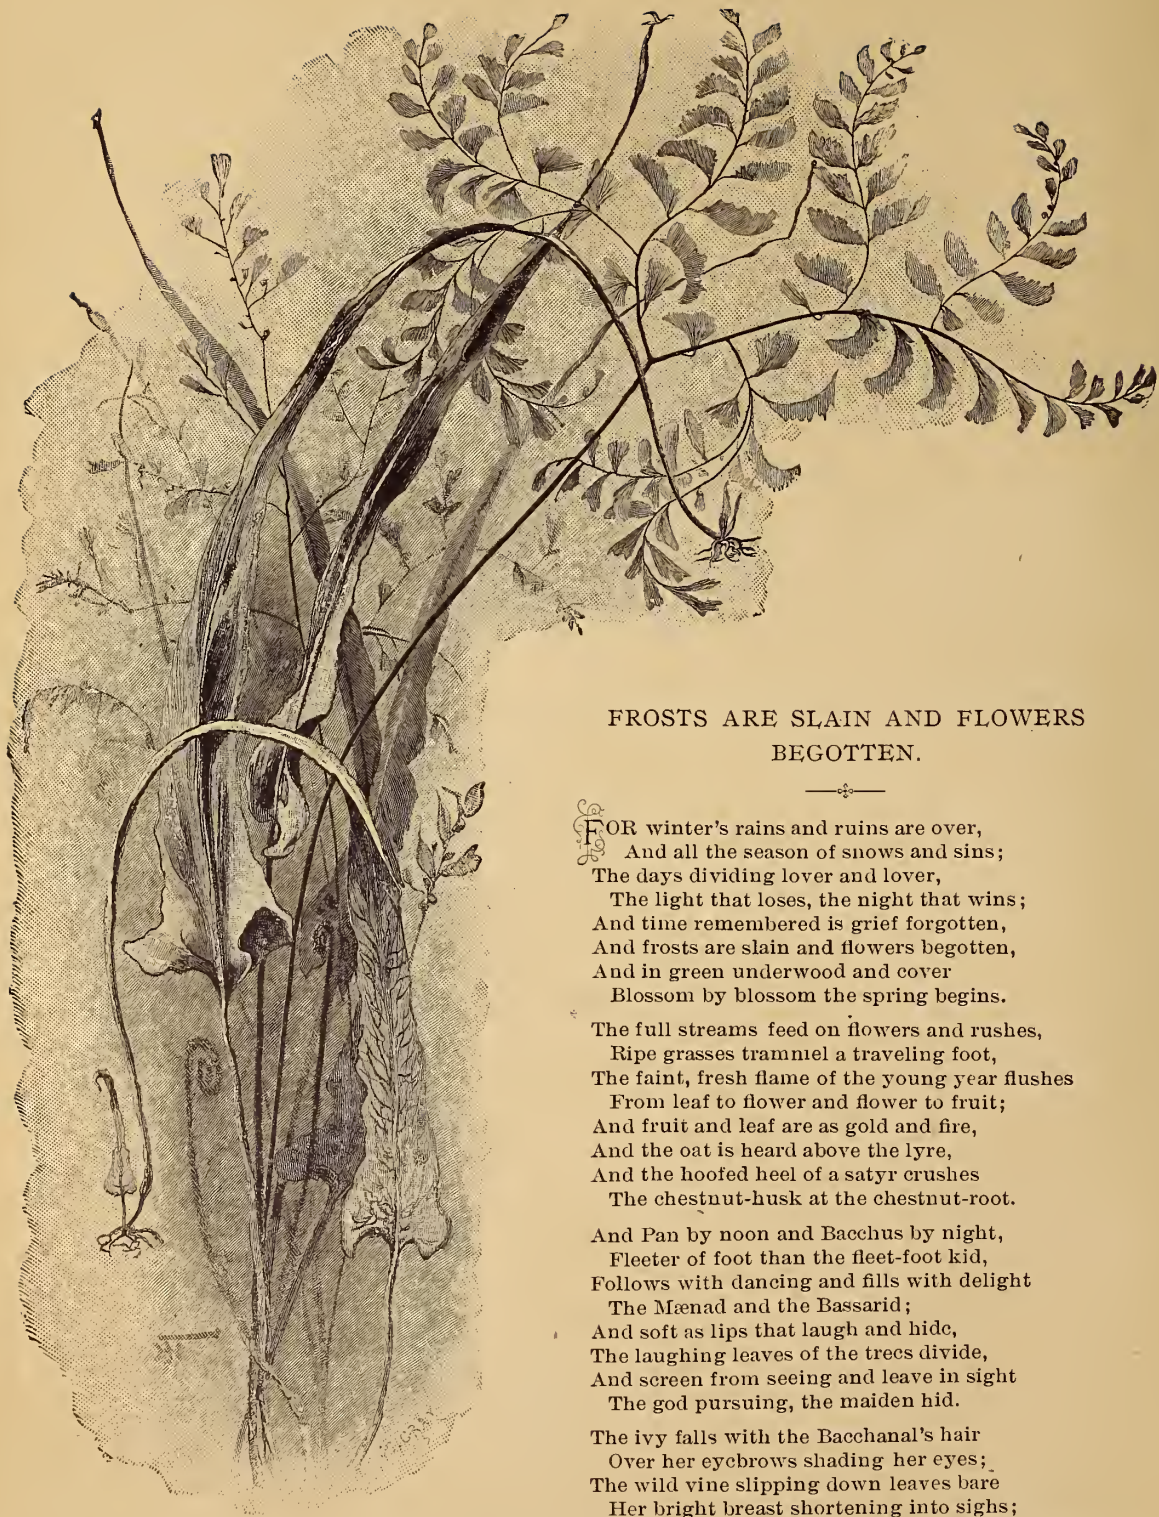 FROSTS ARE SLAIN AND FLOWERS
BEGOTTEN.
FOR winter's rains and ruins are over,
And all the season of snows and sins;
The days dividing lover and lover,
The light that loses, the night that wins;
And time remembered is grief forgotten,
And frosts are slain and flowers begotten,
And in green underwood and cover
Blossom by blossom the spring begins.
The full streams feed on flowers and rushes,
Ripe grasses trammel a traveling foot,
The faint, fresh flame of the young year flushes
From leaf to flower and flower to fruit;
And fruit and leaf are as gold and fire,
And the oat is heard above the lyre,
And the hoofed heel of a satyr crushes
The chestnut-husk at the chestnut-root.
And Pan by noon and Bacchus by night,
Fleeter of foot than the fleet-foot kid,
Follows with dancing and fills with delight
The Mænad and the Bassarid;
And soft as lips that laugh and hide,
The laughing leaves of the trees divide,
And screen from seeing and leave in sight
The god pursuing, the maiden hid.
The ivy falls with the Bacchanal's hair
Over her eyebrows shading her eyes;
The wild vine slipping down leaves bare
Her bright breast shortening into sighs;